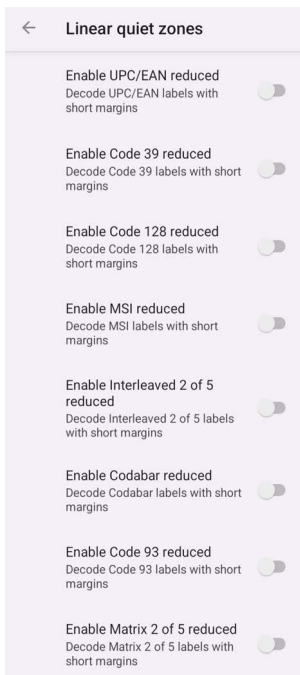 Linear quiet zones
Enable UPC/EAN reduced
Decode UPC/EAN labels with
short margins
Enable Code 39 reduced
Decode Code 39 labels with short
margins
Enable Code 128 reduced
Decode Code 128 labels with
short margins
Enable MSI reduced
Decode MSI labels with short
margins
Enable Interleaved 2 of 5
reduced
Decode Interleaved 2 of 5 labels
with short margins
Enable Codabar reduced
Decode Codabar labels with short
margins
Enable Code 93 reduced
Decode Code 93 labels with short
margins
Enable Matrix 2 of 5 reduced
Decode Matrix 2 of 5 labels with
short margins